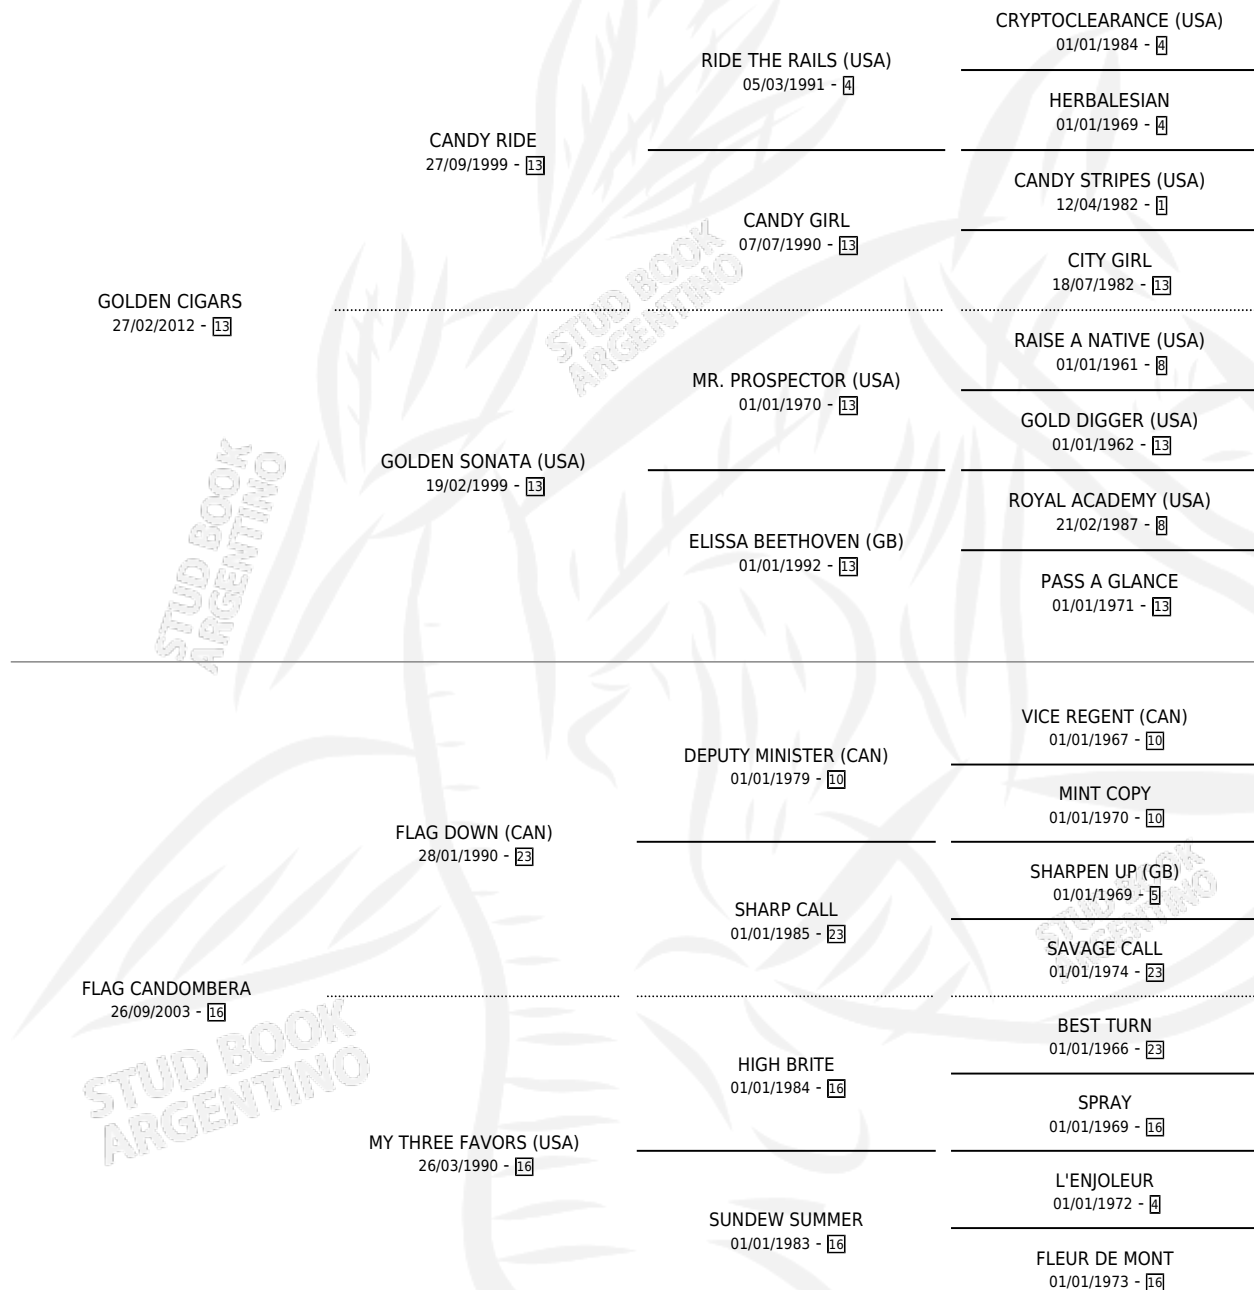 CRYPTOCLEARANCE (USA)
01/01/1984 - 4
RIDE THE RAILS (USA)
05/03/1991 - 4
HERBALESIAN
01/01/1969 - 4
CANDY RIDE
27/09/1999 - 13
CANDY STRIPES (USA)
12/04/1982 - 1
CANDY GIRL
07/07/1990 - 13
CITY GIRL
18/07/1982 - 13
GOLDEN CIGARS
27/02/2012 - 13
RAISE A NATIVE (USA)
01/01/1961 - 8
MR. PROSPECTOR (USA)
01/01/1970 - 13
GOLD DIGGER (USA)
01/01/1962 - 13
GOLDEN SONATA (USA)
19/02/1999 - 13
ROYAL ACADEMY (USA)
21/02/1987 - 8
ELISSA BEETHOVEN (GB)
01/01/1992 - 13
PASS A GLANCE
01/01/1971 - 13
VICE REGENT (CAN)
01/01/1967 - 10
DEPUTY MINISTER (CAN)
01/01/1979 - 10
MINT COPY
01/01/1970 - 10
FLAG DOWN (CAN)
28/01/1990 - 23
SHARPEN UP (GB)
01/01/1969 - 5
SHARP CALL
01/01/1985 - 23
SAVAGE CALL
01/01/1974 - 23
FLAG CANDOMBERA
26/09/2003 - 16
BEST TURN
01/01/1966 - 23
HIGH BRITE
01/01/1984 - 16
SPRAY
01/01/1969 - 16
MY THREE FAVORS (USA)
26/03/1990 - 16
L'ENJOLEUR
01/01/1972 - 4
SUNDEW SUMMER
01/01/1983 - 16
FLEUR DE MONT
01/01/1973 - 16
STUD BOOK
ARGENTINO
STUD BOOK
ARGENTINO
STUD BOOK
ARGENTINO
STUD BOOK
ARGENTINO